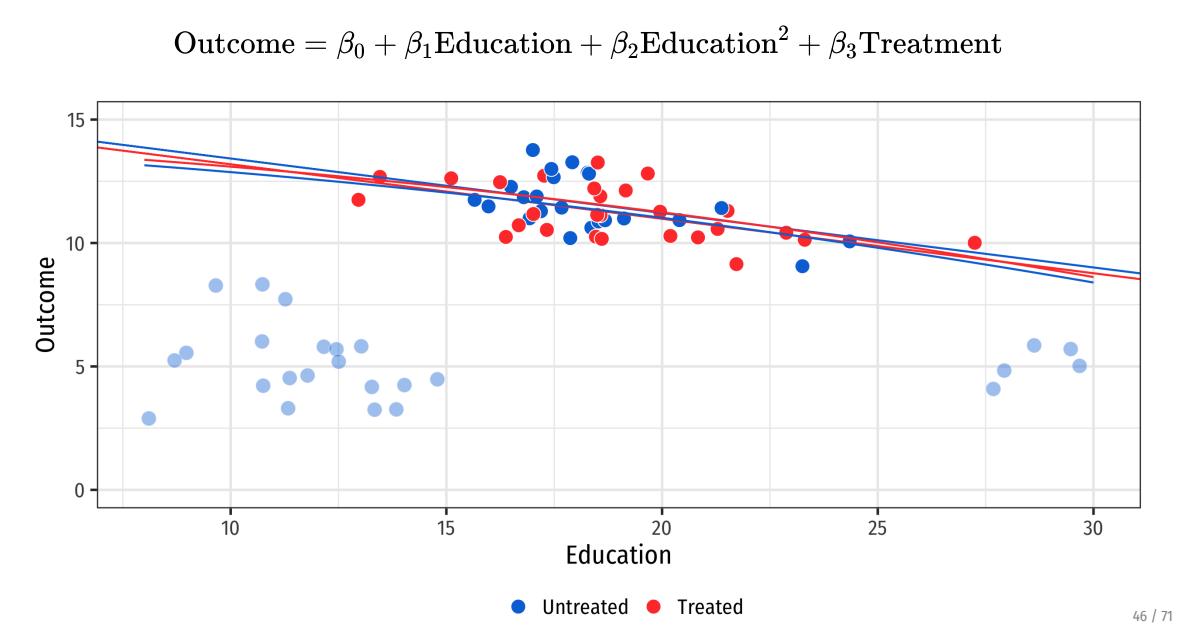 Outcome = β₀ + β₁Education + β₂Education² + β₃Treatment
15
10
5
0
Outcome
10 15 20 25 30
Education
Untreated Treated
46 / 71